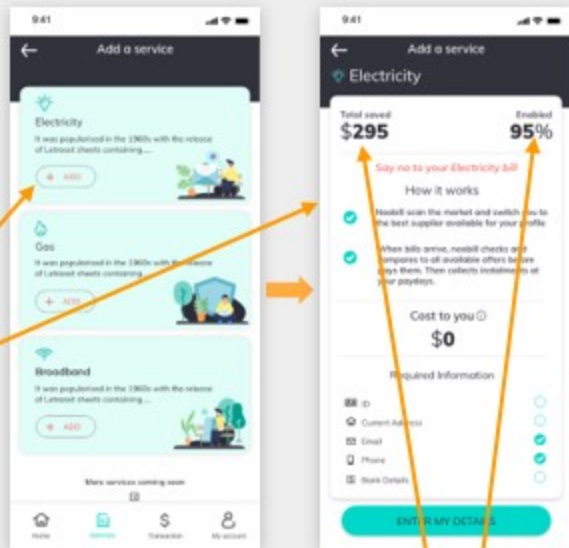 9:41
Add a service
Electricity
It was popularised in the 1960s with the release
of Letraset sheets containing....
+ ADD
Gas
It was popularised in the 1960s with the release
of Letraset sheets containing....
+ ADD
Broadband
It was popularised in the 1960s with the release
of Letraset sheets containing....
+ ADD
More services coming soon
Home
Services
Transaction
My account
9:41
Add a service
Electricity
Total saved
$295
Enabled
95%
Say no to your Electricity bill
How it works
Noobill scan the market and switch you to
the best supplier available for your profile
When bills arrive, noobill checks and
compares to all available offers before
pays them. Then collects instalments at
your paydays.
Cost to you
$0
Required Information
ID
Current Address
Email
Phone
Bank Details
ENTER MY DETAILS